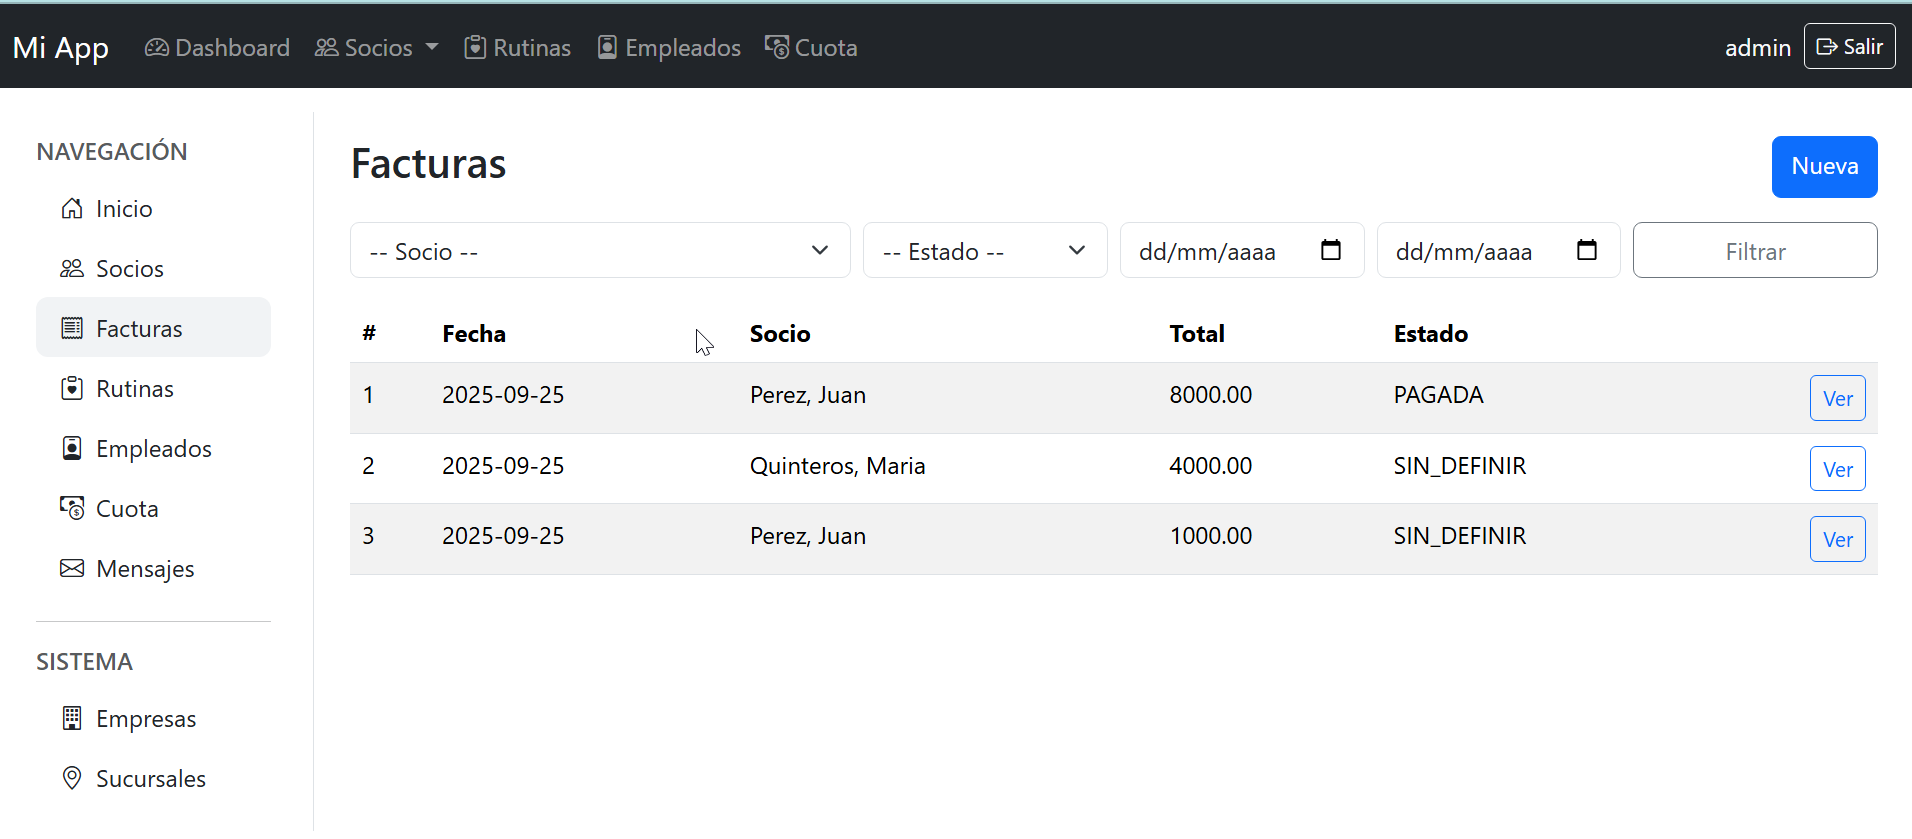 Mi App Dashboard Socios Rutinas Empleados Cuota admin Salir
NAVEGACIÓN
Inicio
Socios
Facturas
Rutinas
Empleados
Cuota
Mensajes
SISTEMA
Empresas
Sucursales
Facturas Nueva
-- Socio -- -- Estado -- dd/mm/aaaa dd/mm/aaaa Filtrar
# Fecha Socio Total Estado
1 2025-09-25 Perez, Juan 8000.00 PAGADA Ver
2 2025-09-25 Quinteros, Maria 4000.00 SIN_DEFINIR Ver
3 2025-09-25 Perez, Juan 1000.00 SIN_DEFINIR Ver